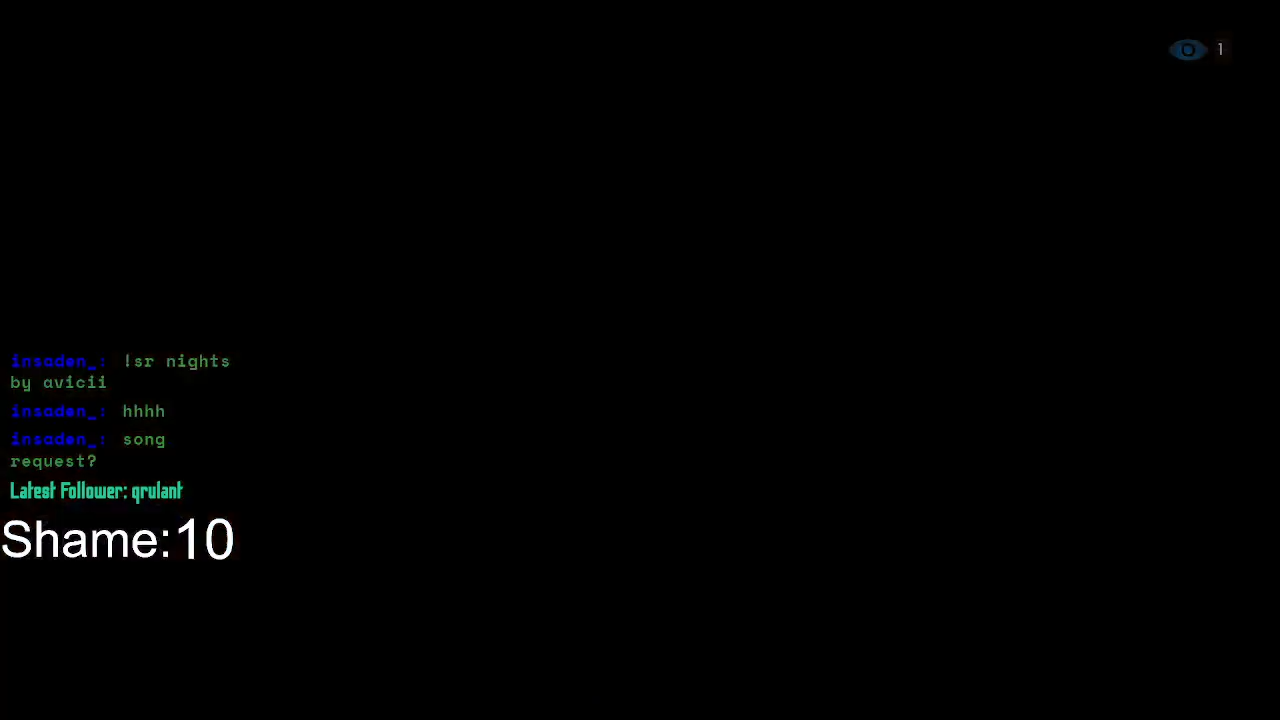 1
insaden_: !sr nights
by avicii
insaden_: hhhh
insaden_: song
request?
Latest Follower: qrulant
Shame:10